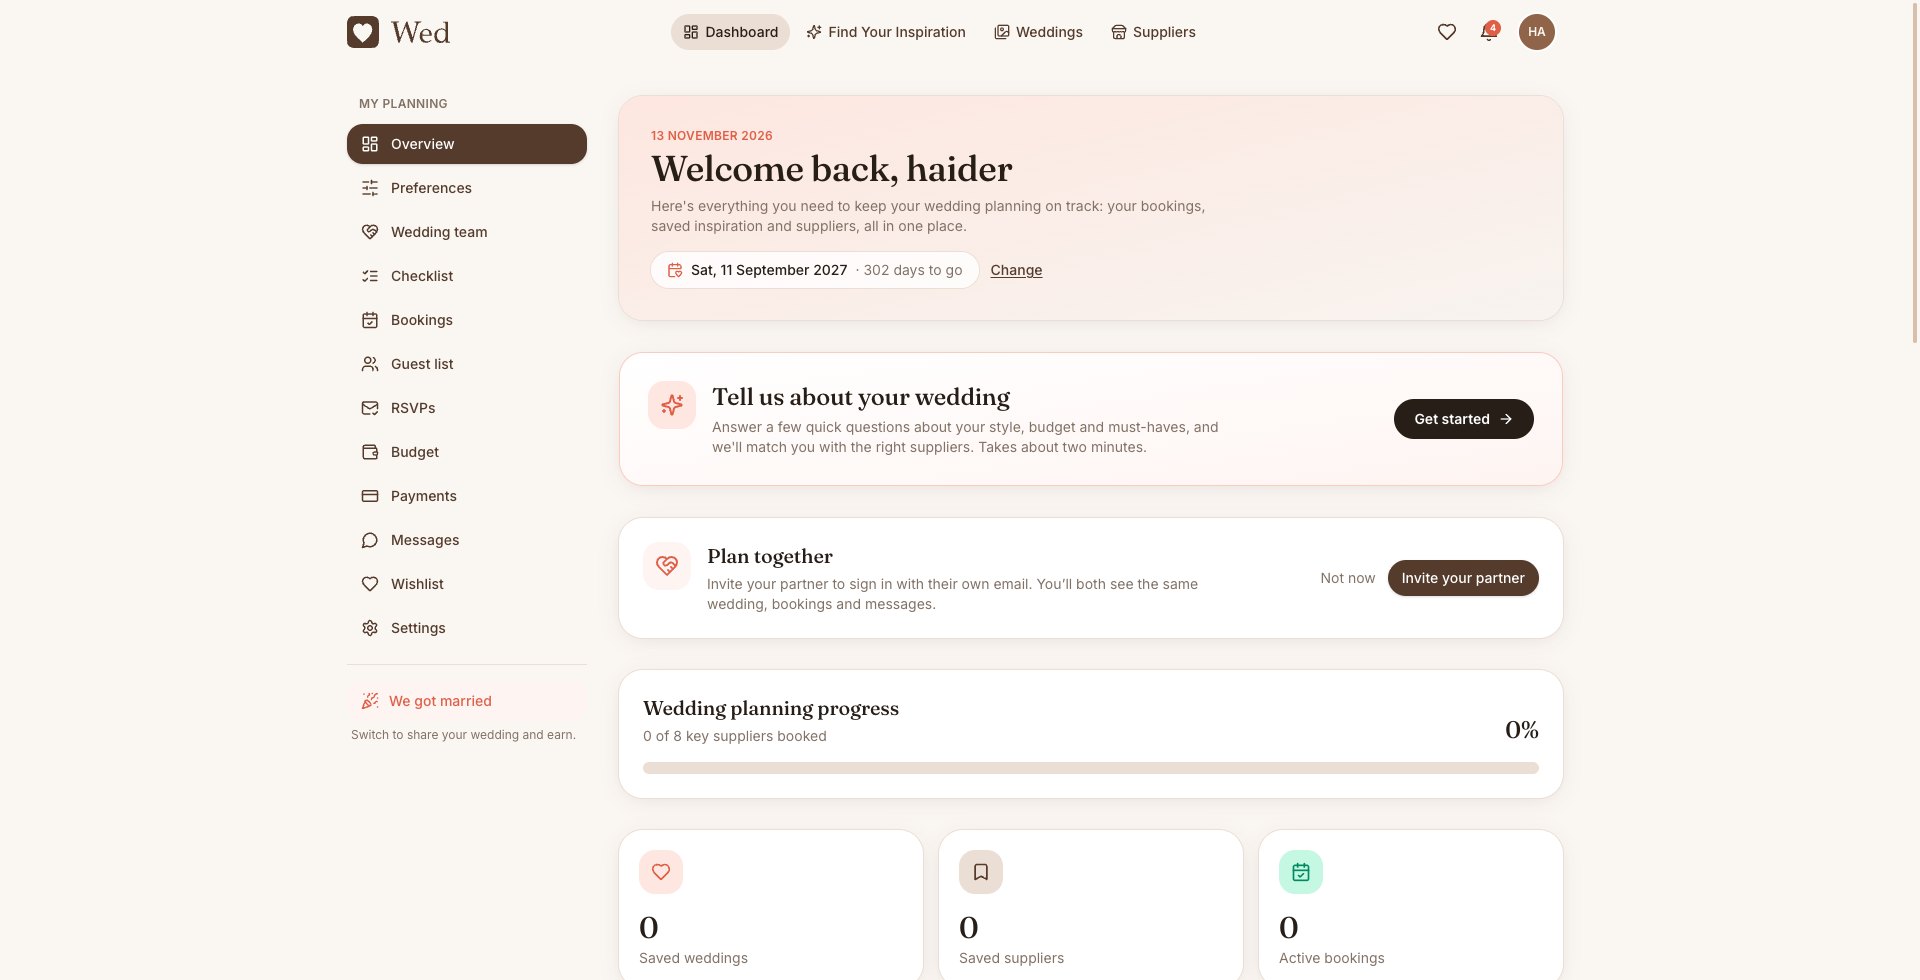 Wed
Dashboard
Find Your Inspiration
Weddings
Suppliers
4
HA
MY PLANNING
Overview
Preferences
Wedding team
Checklist
Bookings
Guest list
RSVPs
Budget
Payments
Messages
Wishlist
Settings
We got married
Switch to share your wedding and earn.
13 NOVEMBER 2026
Welcome back, haider
Here's everything you need to keep your wedding planning on track: your bookings,
saved inspiration and suppliers, all in one place.
Sat, 11 September 2027 · 302 days to go
Change
Tell us about your wedding
Answer a few quick questions about your style, budget and must-haves, and
we'll match you with the right suppliers. Takes about two minutes.
Get started
Plan together
Invite your partner to sign in with their own email. You’ll both see the same
wedding, bookings and messages.
Not now
Invite your partner
Wedding planning progress
0 of 8 key suppliers booked
0%
0
Saved weddings
0
Saved suppliers
0
Active bookings